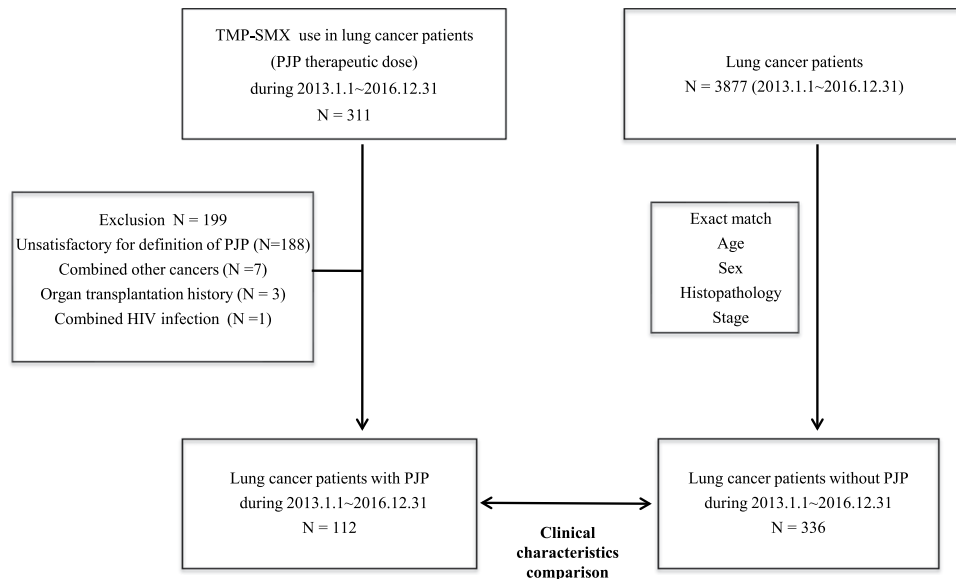 TMP-SMX use in lung cancer patients
(PJP therapeutic dose)
during 2013.1.1~2016.12.31
N = 311
Lung cancer patients
N = 3877 (2013.1.1~2016.12.31)
Exclusion N = 199
Unsatisfactory for definition of PJP (N=188)
Combined other cancers (N =7)
Organ transplantation history (N = 3)
Combined HIV infection (N =1)
Exact match
Age
Sex
Histopathology
Stage
Lung cancer patients with PJP
during 2013.1.1~2016.12.31
N = 112
Clinical
characteristics
comparison
Lung cancer patients without PJP
during 2013.1.1~2016.12.31
N = 336